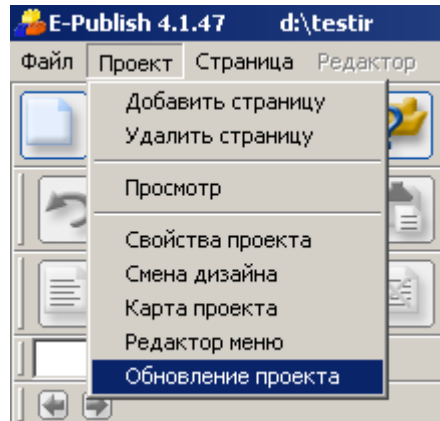 E-Publish 4.1.47 d:\testir
Файл Проект Страница Редактор
Добавить страницу
Удалить страницу
Просмотр
Свойства проекта
Смена дизайна
Карта проекта
Редактор меню
Обновление проекта